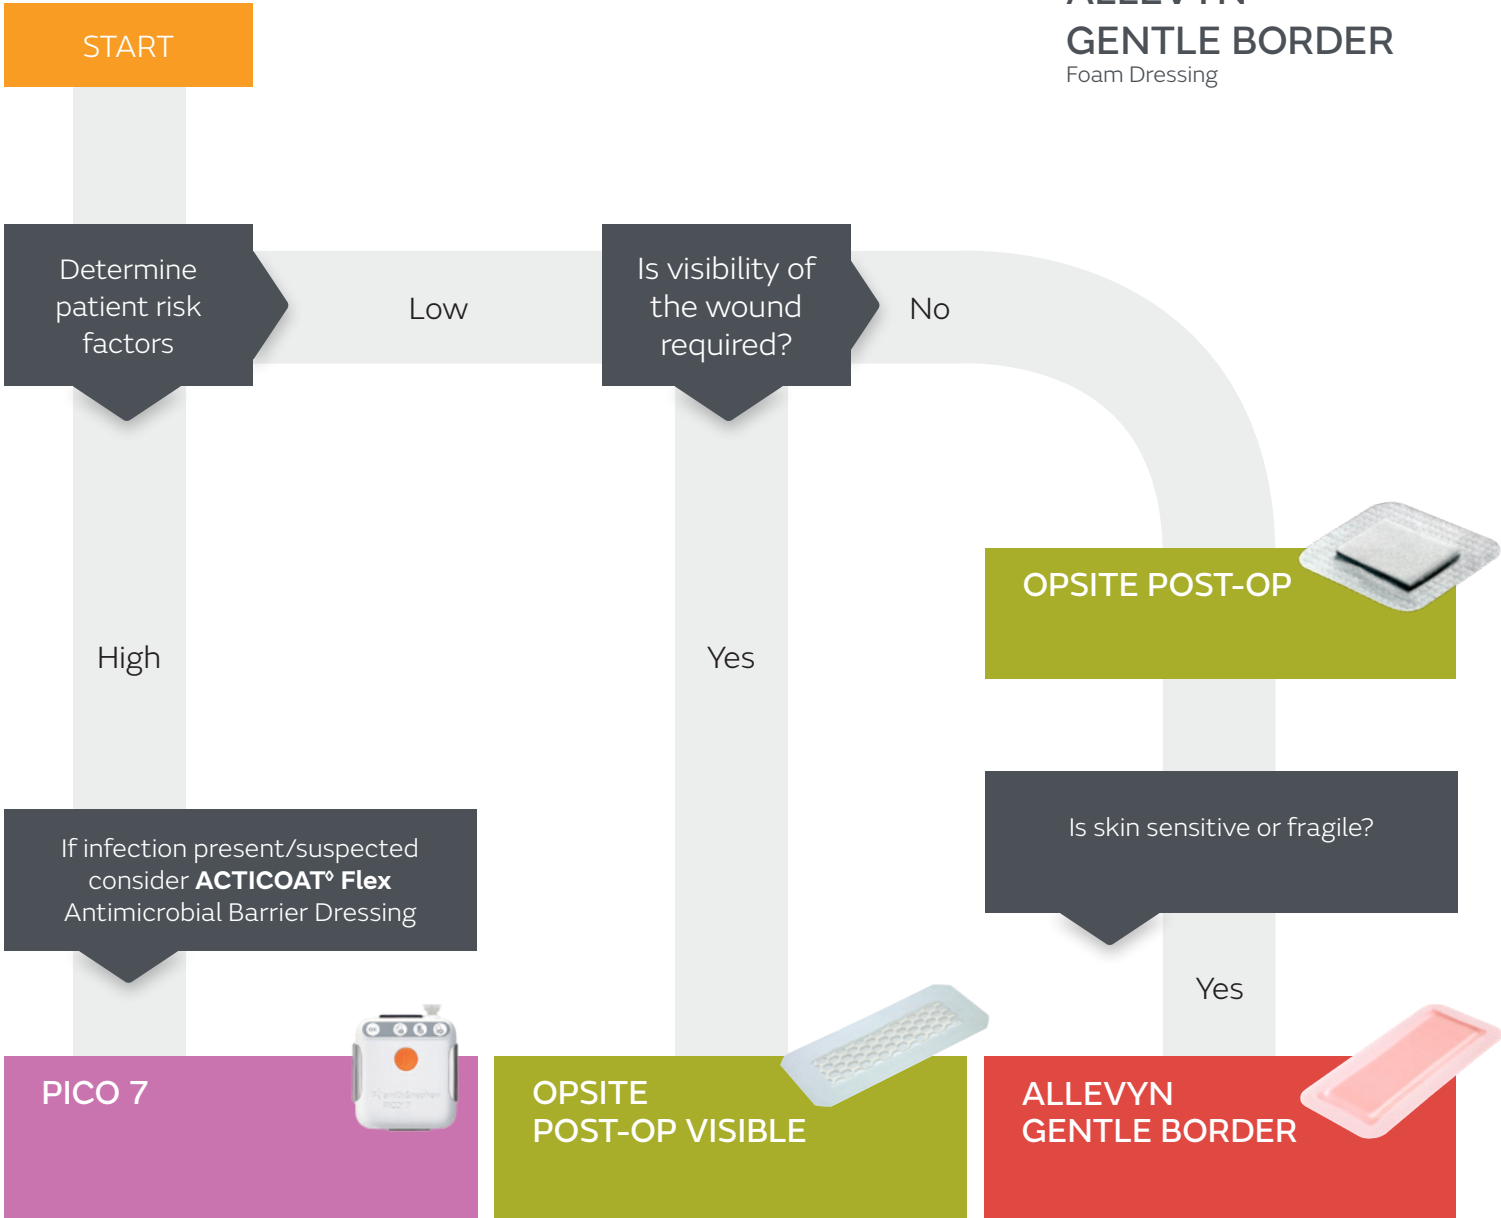 START
ALLEVYN
GENTLE BORDER
Foam Dressing
Determine
patient risk
factors
Low
Is visibility of
the wound
required?
No
OPSITE POST-OP
High
Yes
If infection present/suspected
consider ACTICOAT◊ Flex
Antimicrobial Barrier Dressing
Is skin sensitive or fragile?
Yes
PICO 7
OPSITE
POST-OP VISIBLE
ALLEVYN
GENTLE BORDER